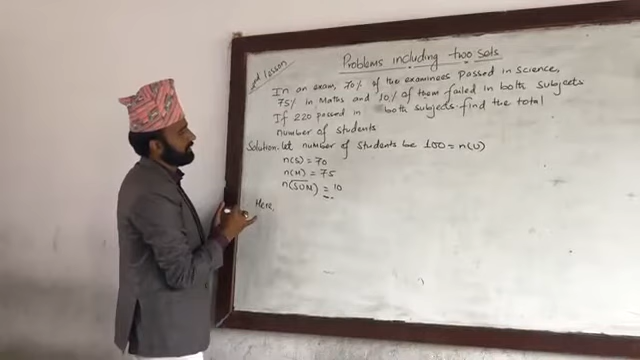 2nd lesson
Problems including two sets
In an exam, 70% of the examinees passed in science,
75% in Maths and 10% of them failed in both subjects
If 220 passed in both subjects. find the total
number of students
Solution. let number of students be 100 = n(U)
n(S) = 70
n(M) = 75
n(S̅U̅M̅) = 10
Here,